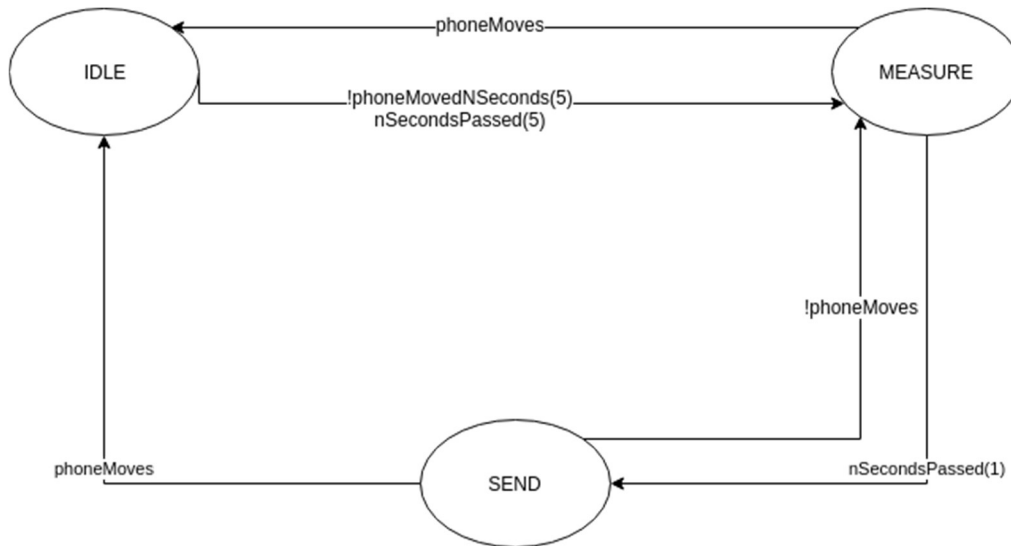 phoneMoves
IDLE
MEASURE
!phoneMovedNSeconds(5)
nSecondsPassed(5)
!phoneMoves
phoneMoves
nSecondsPassed(1)
SEND